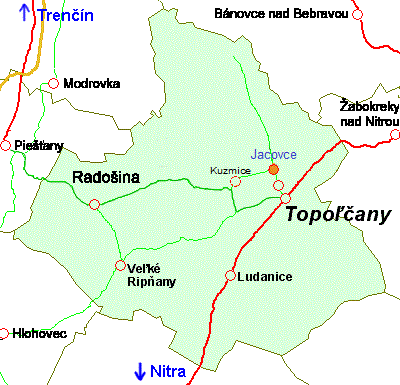 Trenčín
Bánovce nad Bebravou
Modrovka
Žabokreky
nad Nitrou
Piešťany
Jacovce
Kuzmice
Radošina
Topoľčany
Veľké
Ripňany
Ludanice
Hlohovec
Nitra